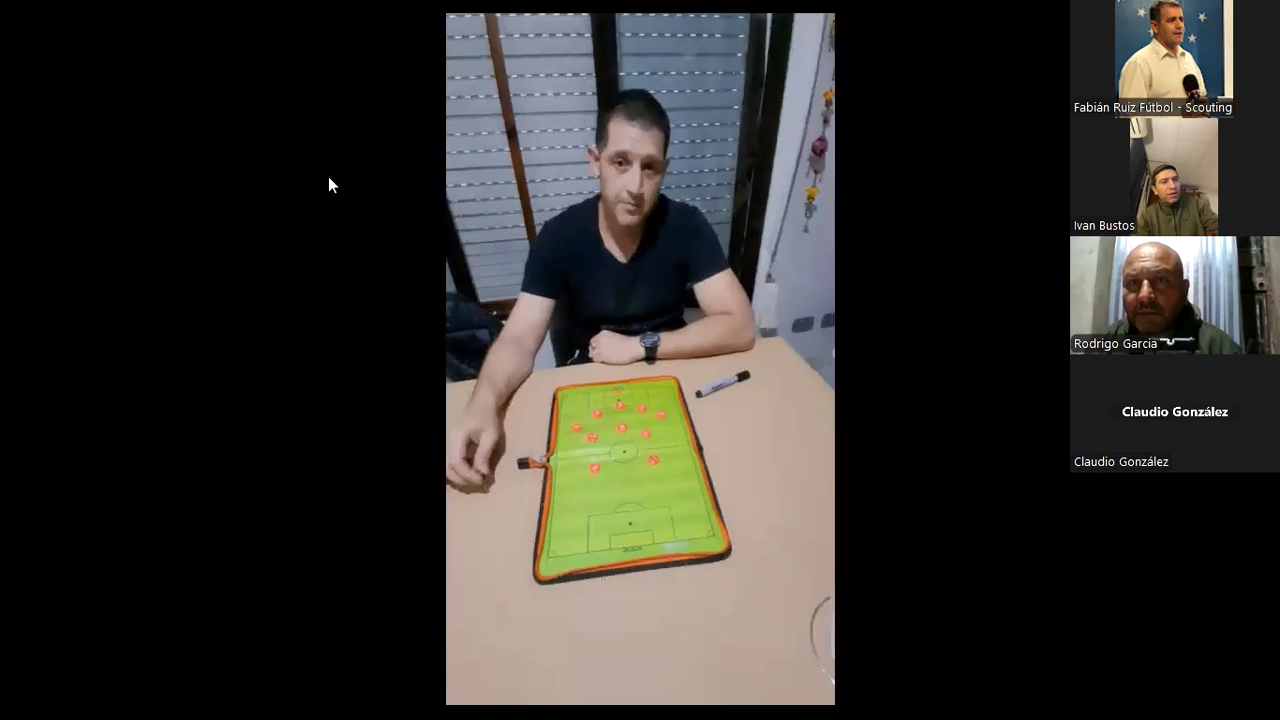 Fabián Ruiz Fútbol - Scouting
Ivan Bustos
Rodrigo Garcia
Claudio González
Claudio González